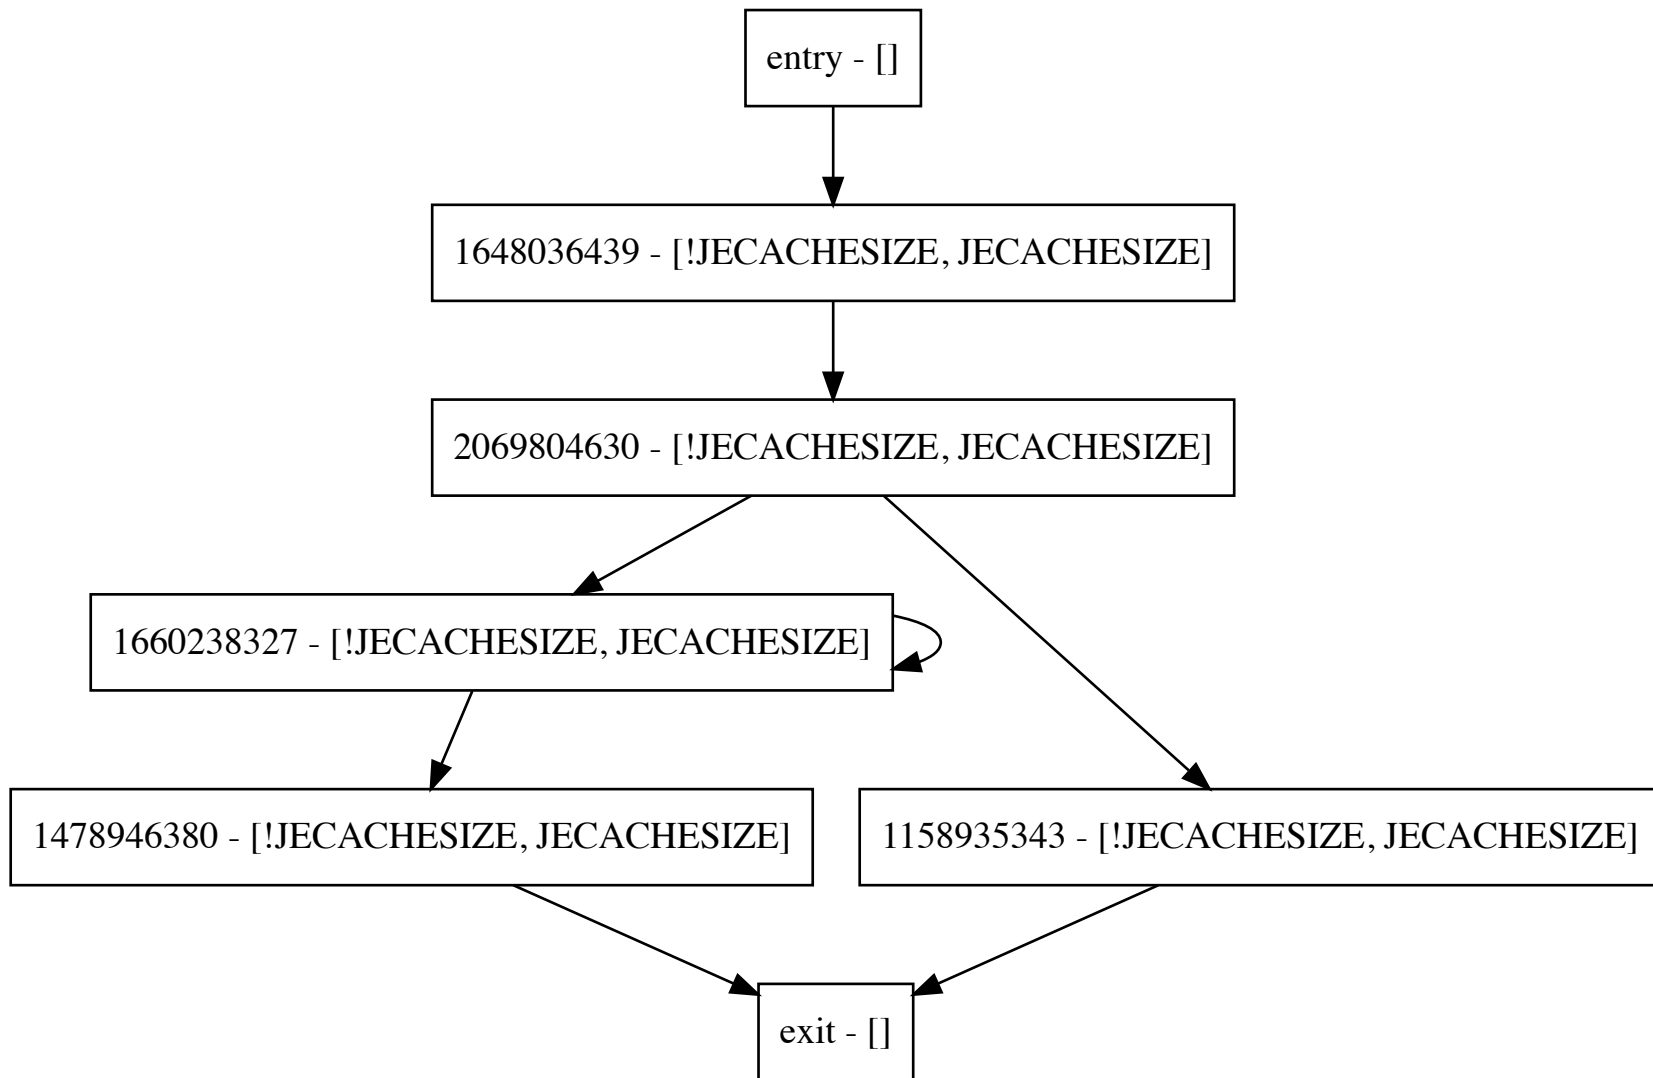 entry - []
1648036439 - [!JECACHESIZE, JECACHESIZE]
2069804630 - [!JECACHESIZE, JECACHESIZE]
1660238327 - [!JECACHESIZE, JECACHESIZE]
1478946380 - [!JECACHESIZE, JECACHESIZE]
1158935343 - [!JECACHESIZE, JECACHESIZE]
exit - []